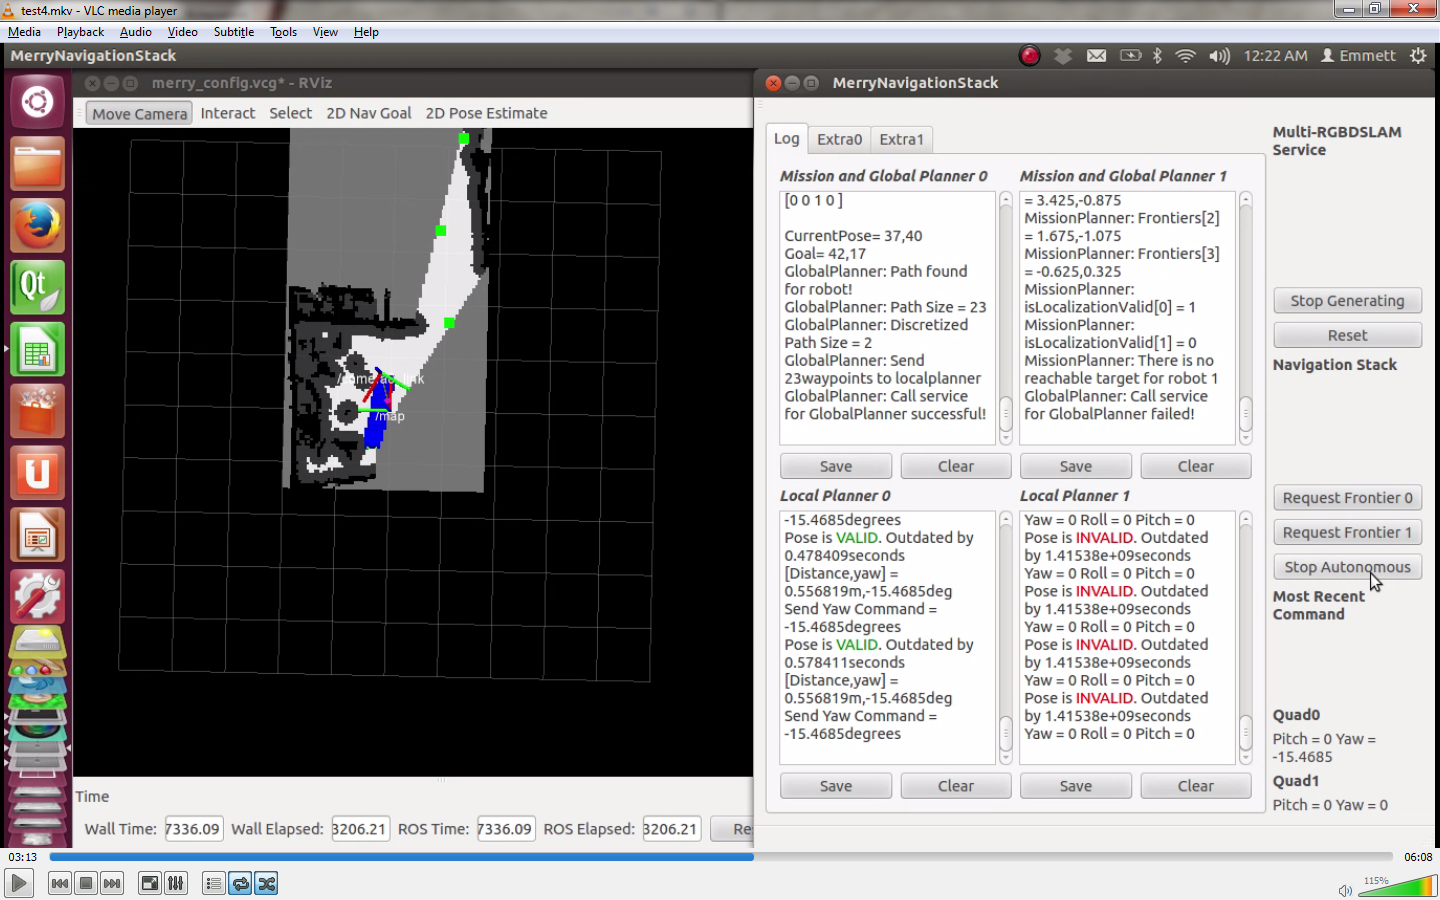 test4.mkv - VLC media player
Media Playback Audio Video Subtitle Tools View Help
MerryNavigationStack
12:22 AM Emmett
merry_config.vcg* - RViz
Move Camera Interact Select 2D Nav Goal 2D Pose Estimate
/map
Time
Wall Time: 7336.09 Wall Elapsed: 3206.21 ROS Time: 7336.09 ROS Elapsed: 3206.21 Re
MerryNavigationStack
Log Extra0 Extra1
Mission and Global Planner 0
[0 0 1 0 ]
CurrentPose= 37,40
Goal= 42,17
GlobalPlanner: Path found
for robot!
GlobalPlanner: Path Size = 23
GlobalPlanner: Discretized
Path Size = 2
GlobalPlanner: Send
23waypoints to localplanner
GlobalPlanner: Call service
for GlobalPlanner successful!
Save Clear
Mission and Global Planner 1
= 3.425,-0.875
MissionPlanner: Frontiers[2]
= 1.675,-1.075
MissionPlanner: Frontiers[3]
= -0.625,0.325
MissionPlanner:
isLocalizationValid[0] = 1
MissionPlanner:
isLocalizationValid[1] = 0
MissionPlanner: There is no
reachable target for robot 1
GlobalPlanner: Call service
for GlobalPlanner failed!
Save Clear
Local Planner 0
-15.4685degrees
Pose is VALID. Outdated by
0.478409seconds
[Distance,yaw] =
0.556819m,-15.4685deg
Send Yaw Command =
-15.4685degrees
Pose is VALID. Outdated by
0.578411seconds
[Distance,yaw] =
0.556819m,-15.4685deg
Send Yaw Command =
-15.4685degrees
Save Clear
Local Planner 1
Yaw = 0 Roll = 0 Pitch = 0
Pose is INVALID. Outdated
by 1.41538e+09seconds
Yaw = 0 Roll = 0 Pitch = 0
Pose is INVALID. Outdated
by 1.41538e+09seconds
Yaw = 0 Roll = 0 Pitch = 0
Pose is INVALID. Outdated
by 1.41538e+09seconds
Yaw = 0 Roll = 0 Pitch = 0
Pose is INVALID. Outdated
by 1.41538e+09seconds
Yaw = 0 Roll = 0 Pitch = 0
Save Clear
Multi-RGBDSLAM
Service
Stop Generating
Reset
Navigation Stack
Request Frontier 0
Request Frontier 1
Stop Autonomous
Most Recent
Command
Quad0
Pitch = 0 Yaw =
-15.4685
Quad1
Pitch = 0 Yaw = 0
03:13 06:08
115%